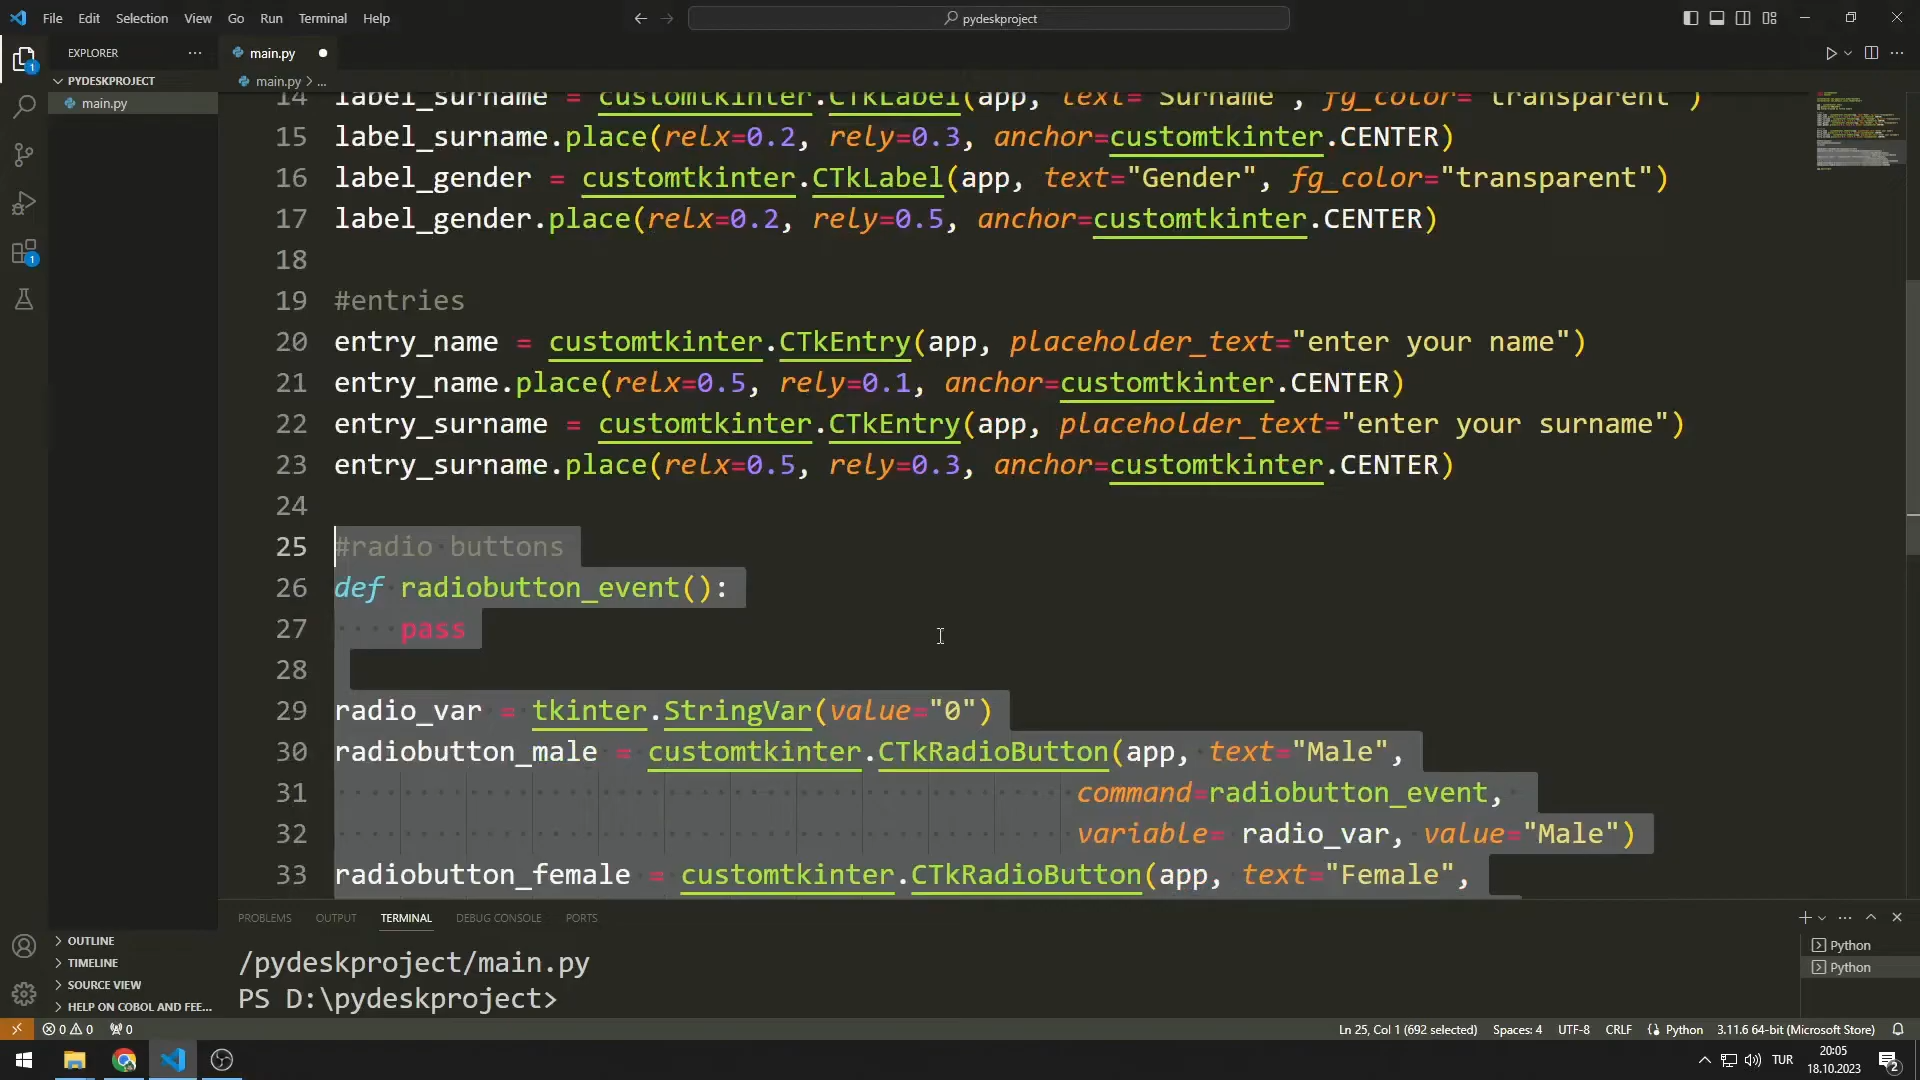 File Edit Selection View Go Run Terminal Help
pydeskproject
EXPLORER
main.py
PYDESKPROJECT
main.py
main.py > ...
14 label_surname = customtkinter.CTkLabel(app, text="Surname", fg_color="transparent")
15 label_surname.place(relx=0.2, rely=0.3, anchor=customtkinter.CENTER)
16 label_gender = customtkinter.CTkLabel(app, text="Gender", fg_color="transparent")
17 label_gender.place(relx=0.2, rely=0.5, anchor=customtkinter.CENTER)
18
19 #entries
20 entry_name = customtkinter.CTkEntry(app, placeholder_text="enter your name")
21 entry_name.place(relx=0.5, rely=0.1, anchor=customtkinter.CENTER)
22 entry_surname = customtkinter.CTkEntry(app, placeholder_text="enter your surname")
23 entry_surname.place(relx=0.5, rely=0.3, anchor=customtkinter.CENTER)
24
25 #radio buttons
26 def radiobutton_event():
27 pass
28
29 radio_var = tkinter.StringVar(value="0")
30 radiobutton_male = customtkinter.CTkRadioButton(app, text="Male",
31 command=radiobutton_event,
32 variable= radio_var, value="Male")
33 radiobutton_female = customtkinter.CTkRadioButton(app, text="Female",
PROBLEMS OUTPUT TERMINAL DEBUG CONSOLE PORTS
/pydeskproject/main.py
PS D:\pydeskproject>
Python
Python
OUTLINE
TIMELINE
SOURCE VIEW
HELP ON COBOL AND FEE...
1
1
0 0 0
Ln 25, Col 1 (692 selected) Spaces: 4 UTF-8 CRLF Python 3.11.6 64-bit (Microsoft Store)
TUR
20:05
18.10.2023
2